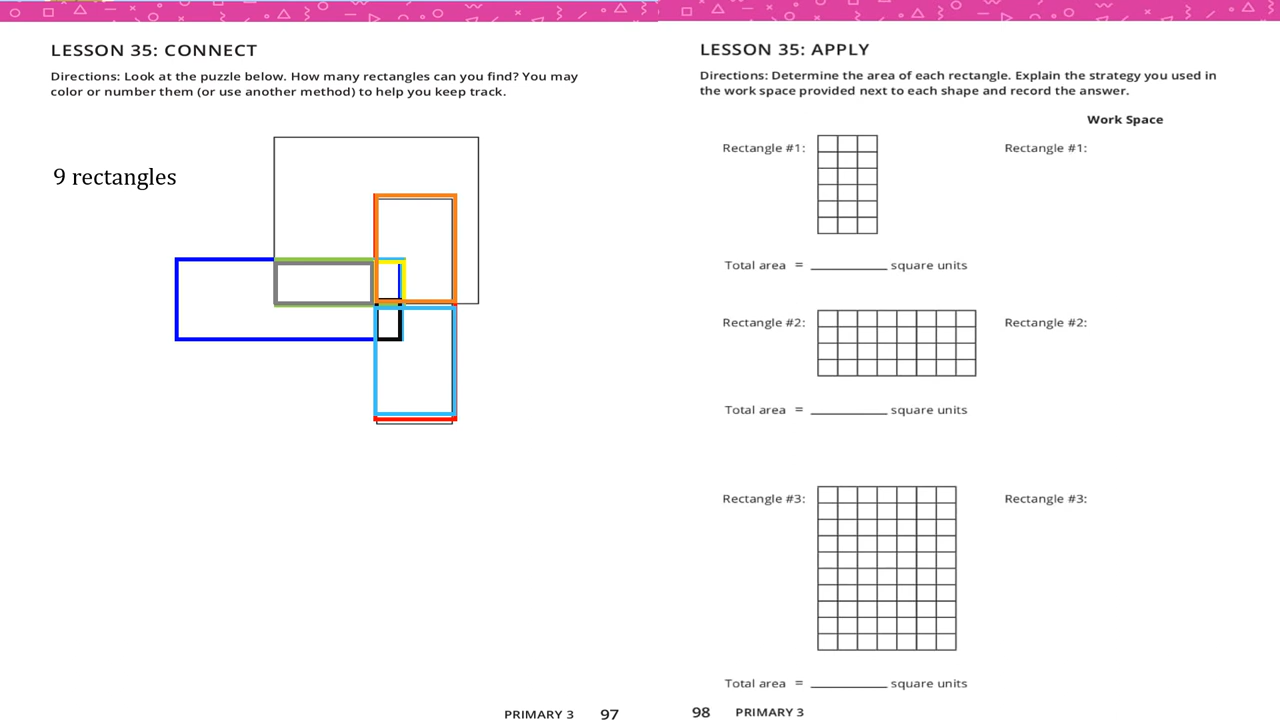 LESSON 35: CONNECT
Directions: Look at the puzzle below. How many rectangles can you find? You may
color or number them (or use another method) to help you keep track.
9 rectangles
PRIMARY 3 97
LESSON 35: APPLY
Directions: Determine the area of each rectangle. Explain the strategy you used in
the work space provided next to each shape and record the answer.
Work Space
Rectangle #1:
Rectangle #1:
Total area = ________ square units
Rectangle #2:
Rectangle #2:
Total area = ________ square units
Rectangle #3:
Rectangle #3:
Total area = ________ square units
98 PRIMARY 3